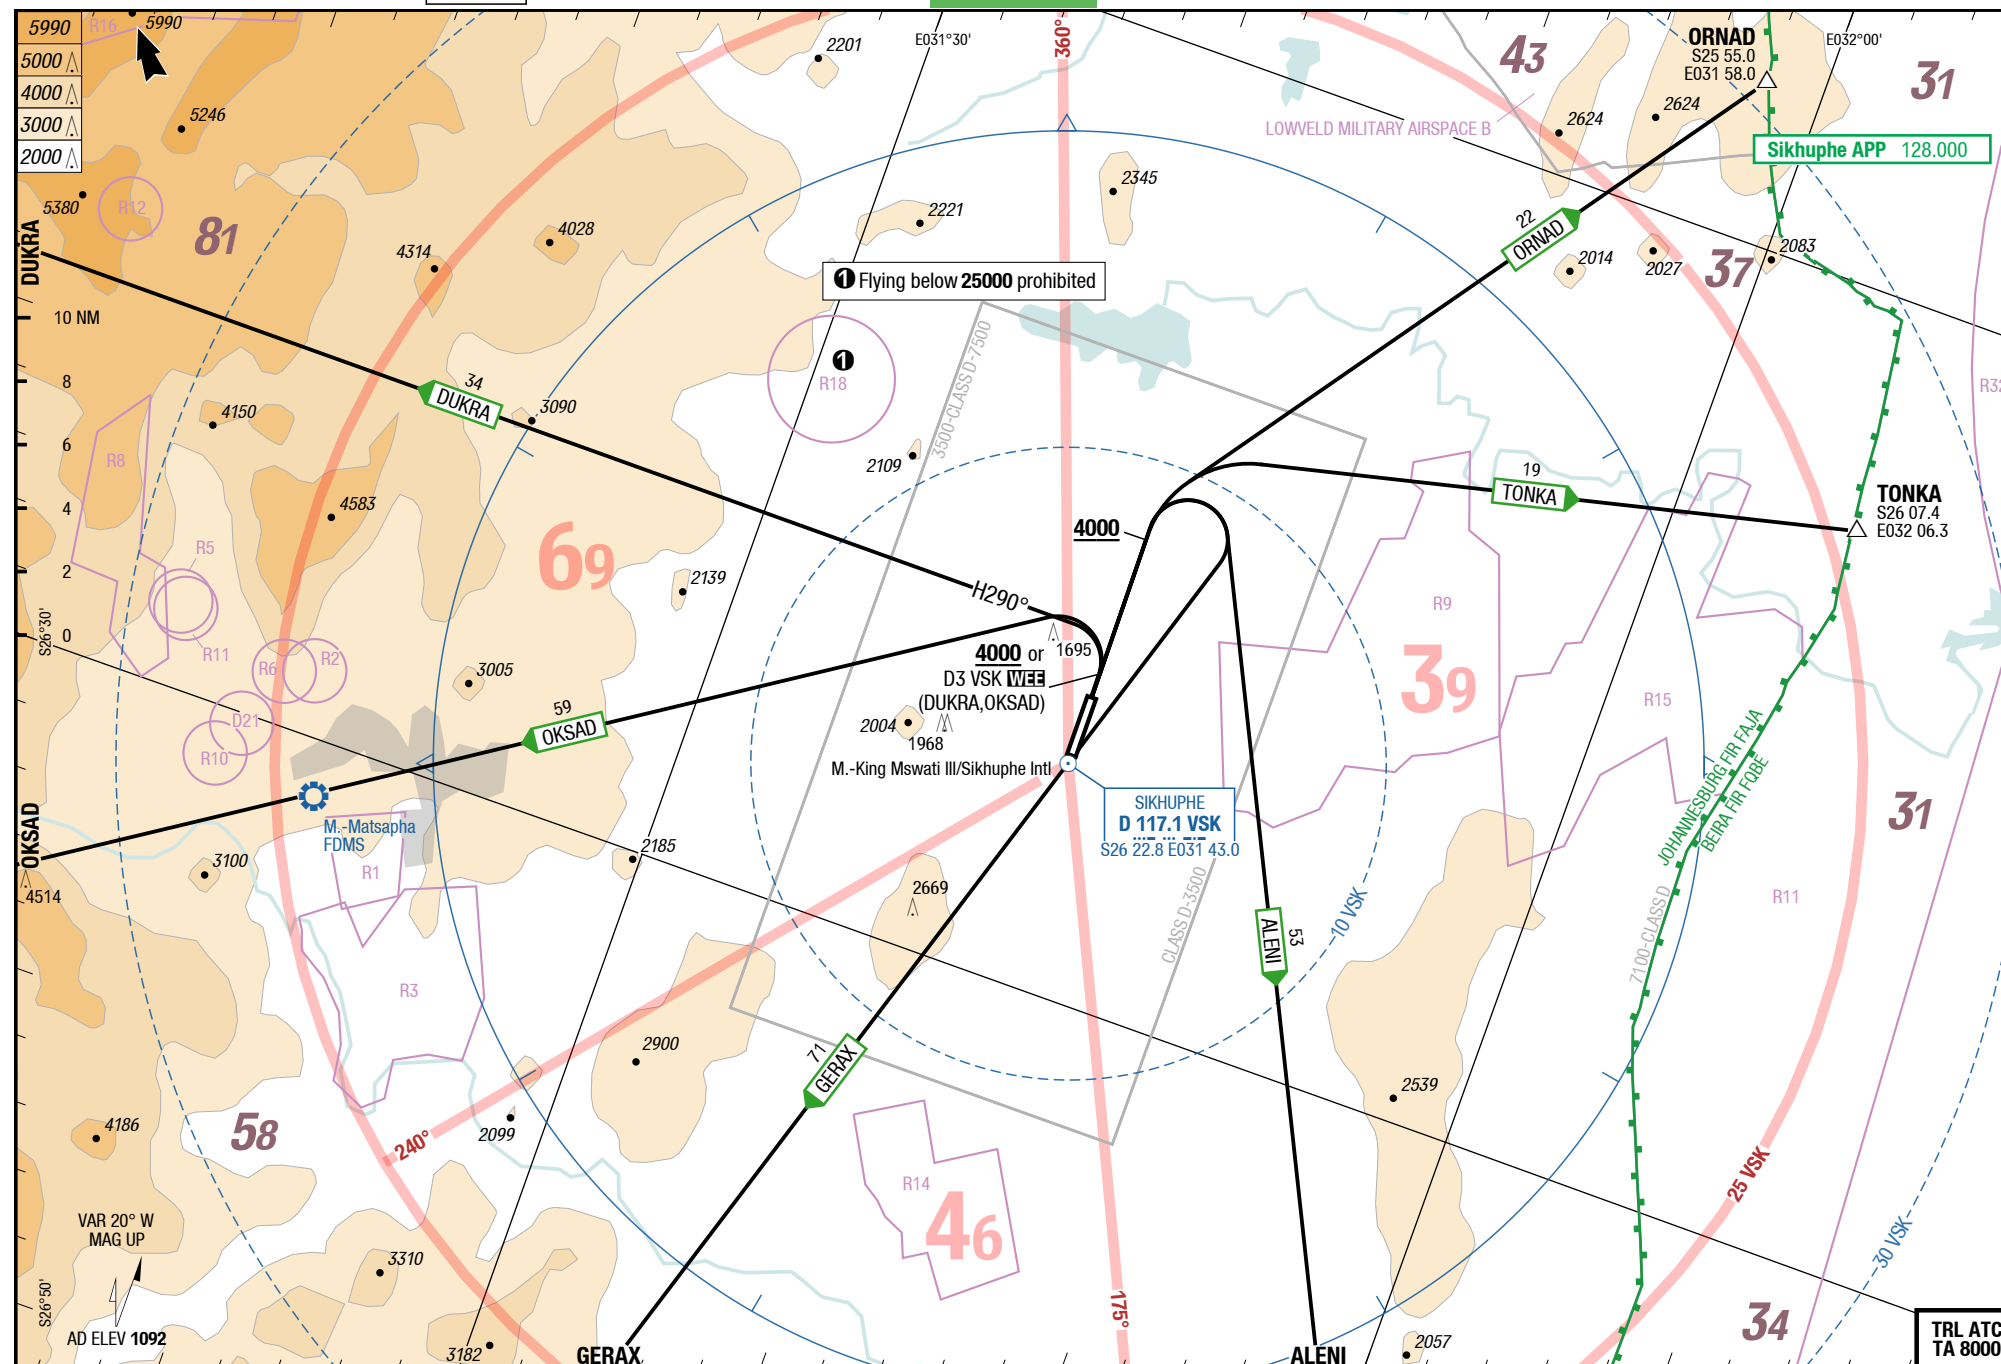 5990
5000
4000
3000
2000
R16
5990
5246
5380
R12
81
DUKRA
10 NM
8
6
4
2
0
S26°30'
2201
E031°30'
360°
43
ORNAD
S25 55.0
E031 58.0
E032°00'
31
2624
2624
LOWVELD MILITARY AIRSPACE B
Sikhuphe APP 128.000
2345
2221
4028
4314
22
ORNAD
2014
2027
37
2083
1 Flying below 25000 prohibited
1
R18
3500-CLASS D-7500
34
DUKRA
3090
4150
R8
4583
2109
R32
19
TONKA
TONKA
S26 07.4
E032 06.3
4000
69
2139
H290°
R5
R11
R6
R2
D21
R10
3005
1695
4000 or
D3 VSK WEE
(DUKRA,OKSAD)
2004
1968
M.-King Mswati III/Sikhuphe Intl
R9
39
R15
59
OKSAD
SIKHUPHE
D 117.1 VSK
S26 22.8 E031 43.0
JOHANNESBURG FIR FAJA
BEIRA FIR FQBE
31
OKSAD
4514
M.-Matsapha
FDMS
R1
3100
2185
2669
CLASS D-3500
10 VSK
53
ALENI
7100-CLASS D
R11
R3
2900
71
GERAX
2539
4186
58
2099
240°
R14
46
25 VSK
30 VSK
VAR 20° W
MAG UP
AD ELEV 1092
S26°50'
3310
3182
GERAX
175°
ALENI
2057
34
TRL ATC
TA 8000